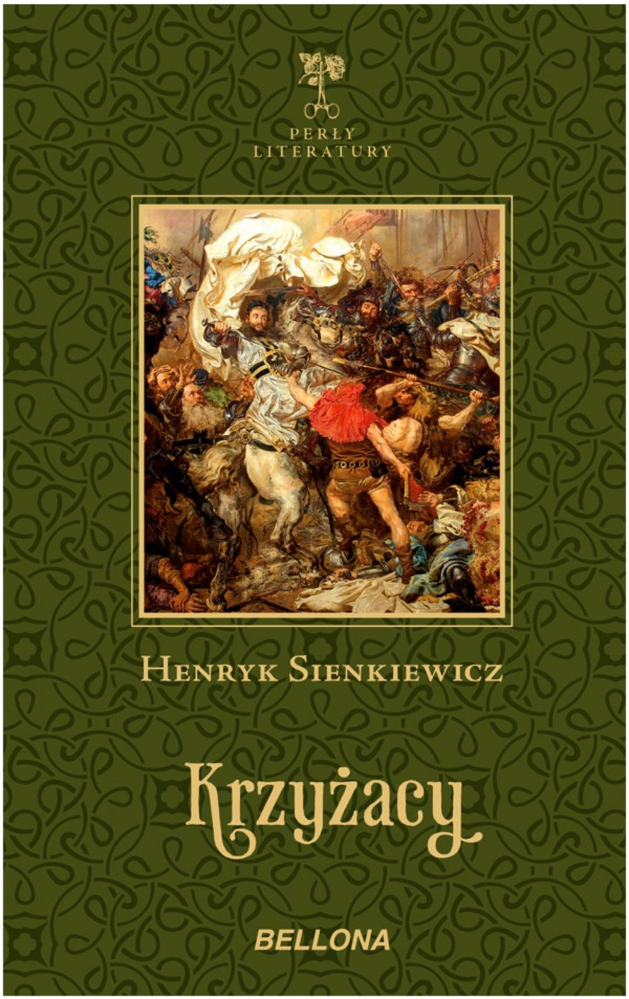 PERŁY
LITERATURY
HENRYK SIENKIEWICZ
Krzyżacy
BELLONA